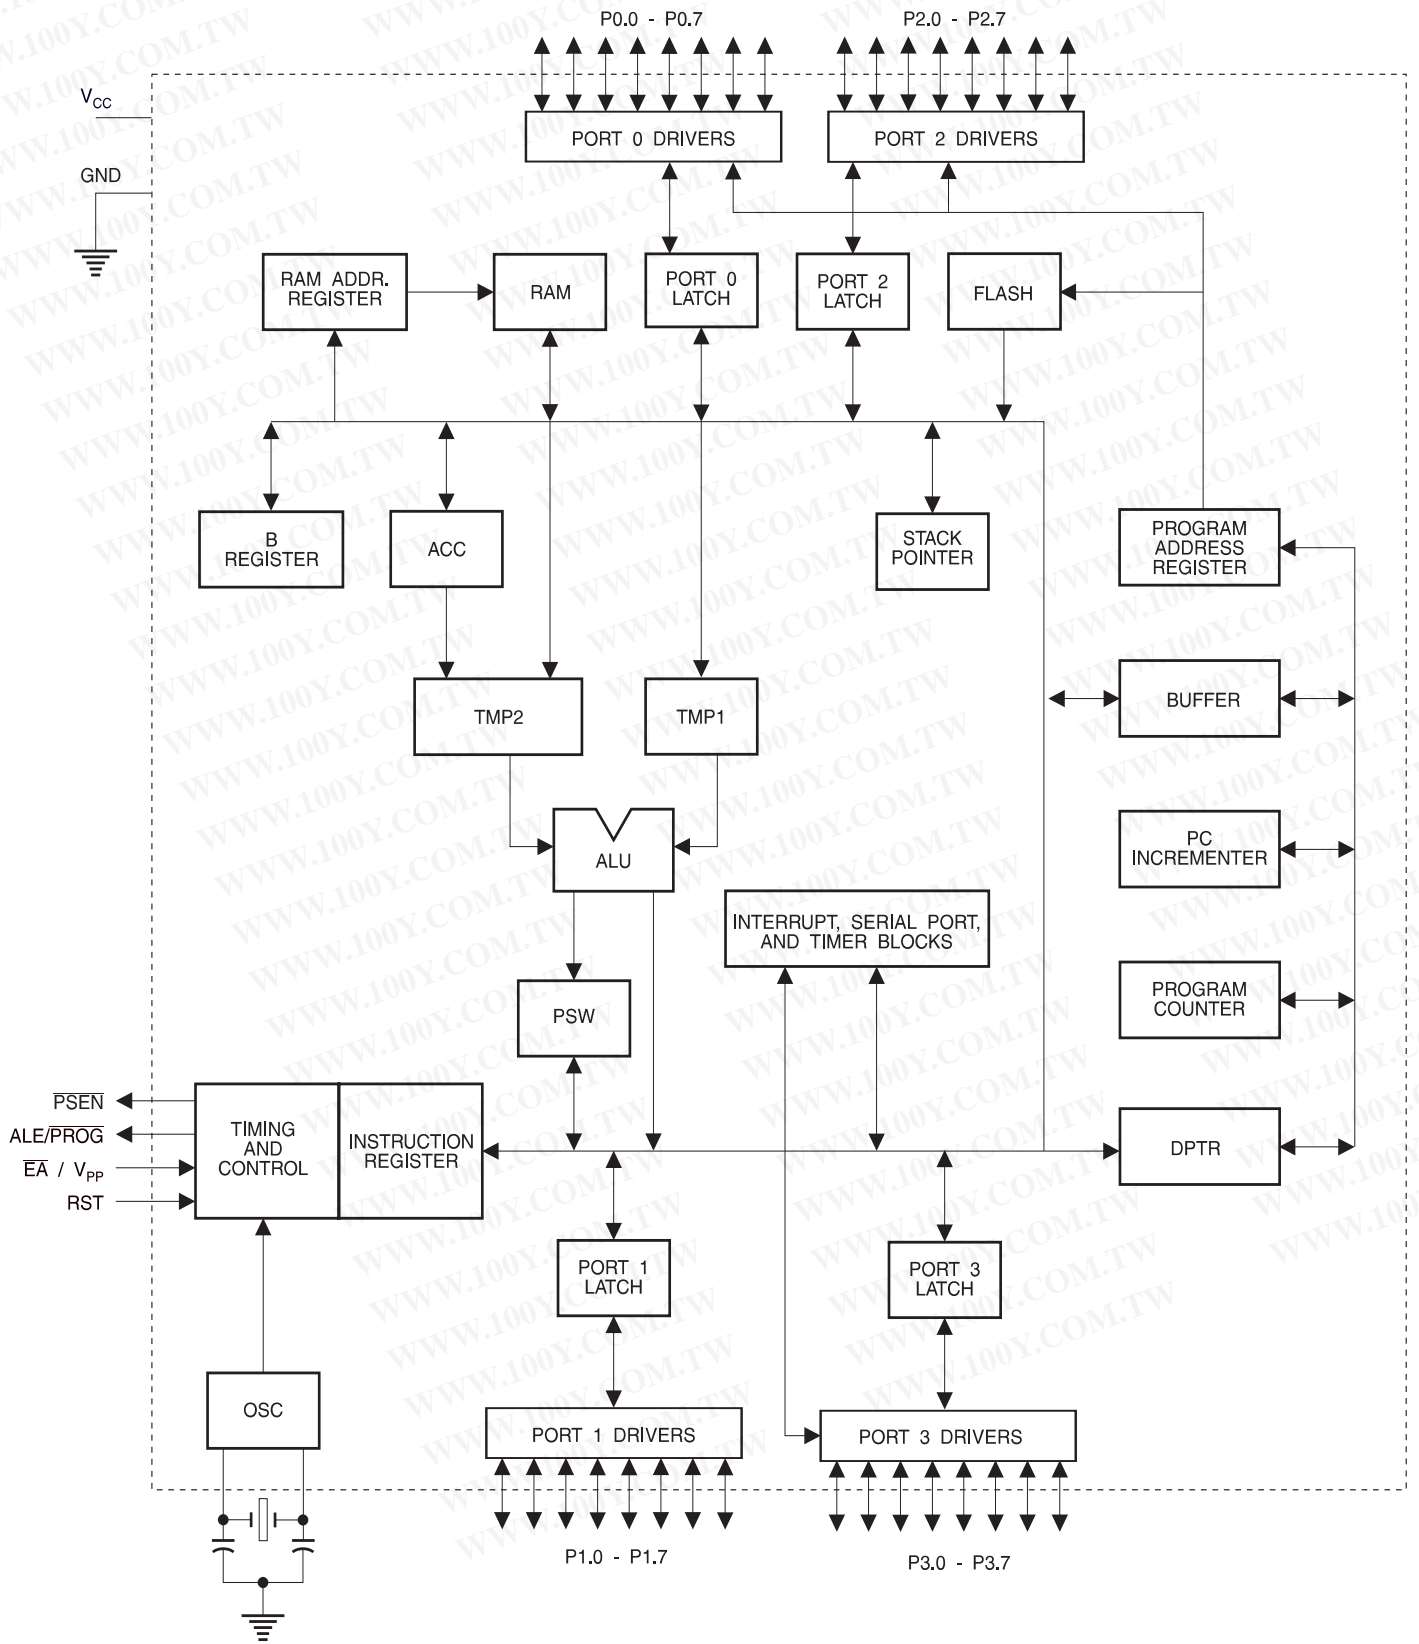 P0.0 - P0.7
P2.0 - P2.7
VCC
GND
PORT 0 DRIVERS
PORT 2 DRIVERS
RAM ADDR.
REGISTER
RAM
PORT 0
LATCH
PORT 2
LATCH
FLASH
B
REGISTER
ACC
STACK
POINTER
PROGRAM
ADDRESS
REGISTER
TMP2
TMP1
BUFFER
ALU
PC
INCREMENTER
INTERRUPT, SERIAL PORT,
AND TIMER BLOCKS
PSW
PROGRAM
COUNTER
PSEN
ALE/PROG
EA / VPP
RST
TIMING
AND
CONTROL
INSTRUCTION
REGISTER
DPTR
PORT 1
LATCH
PORT 3
LATCH
OSC
PORT 1 DRIVERS
PORT 3 DRIVERS
P1.0 - P1.7
P3.0 - P3.7
WWW.100Y.COM.TW